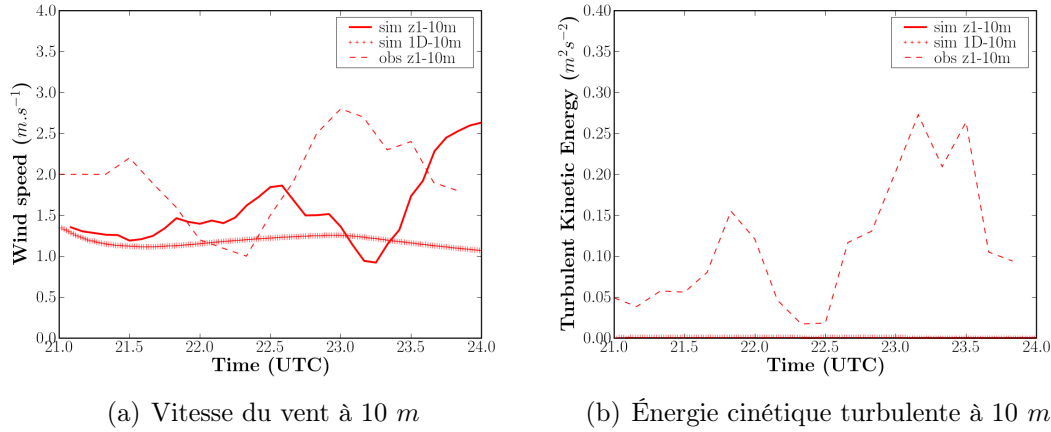 4.0
3.5
3.0
2.5
2.0
1.5
1.0
0.5
0.0
Wind speed (m.s⁻¹)
sim z1-10m
sim 1D-10m
obs z1-10m
21.0 21.5 22.0 22.5 23.0 23.5 24.0
Time (UTC)
(a) Vitesse du vent à 10 m
0.40
0.35
0.30
0.25
0.20
0.15
0.10
0.05
0.00
Turbulent Kinetic Energy (m²s⁻²)
sim z1-10m
sim 1D-10m
obs z1-10m
21.0 21.5 22.0 22.5 23.0 23.5 24.0
Time (UTC)
(b) Énergie cinétique turbulente à 10 m